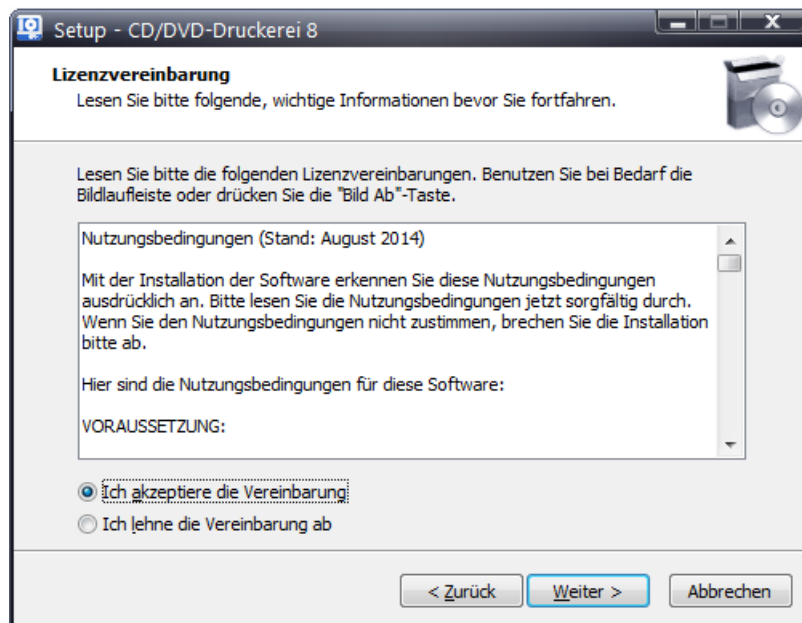 Setup - CD/DVD-Druckerei 8
Lizenzvereinbarung
Lesen Sie bitte folgende, wichtige Informationen bevor Sie fortfahren.
Lesen Sie bitte die folgenden Lizenzvereinbarungen. Benutzen Sie bei Bedarf die
Bildlaufleiste oder drücken Sie die "Bild Ab"-Taste.
Nutzungsbedingungen (Stand: August 2014)
Mit der Installation der Software erkennen Sie diese Nutzungsbedingungen
ausdrücklich an. Bitte lesen Sie die Nutzungsbedingungen jetzt sorgfältig durch.
Wenn Sie den Nutzungsbedingungen nicht zustimmen, brechen Sie die Installation
bitte ab.
Hier sind die Nutzungsbedingungen für diese Software:
VORAUSSETZUNG:
Ich akzeptiere die Vereinbarung
Ich lehne die Vereinbarung ab
< Zurück
Weiter >
Abbrechen